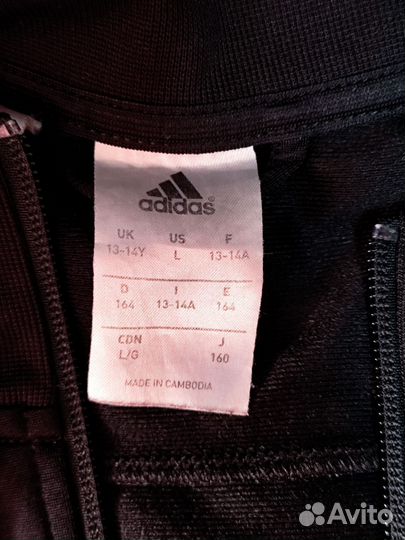 adidas
UK US F
13-14Y L 13-14A
D I E
164 13-14A 164
CDN J
L/G 160
MADE IN CAMBODIA
Avito